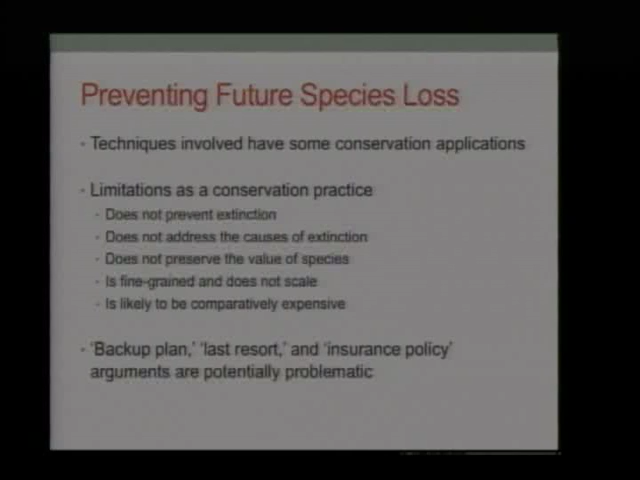 Preventing Future Species Loss
Techniques involved have some conservation applications
Limitations as a conservation practice
Does not prevent extinction
Does not address the causes of extinction
Does not preserve the value of species
Is fine-grained and does not scale
Is likely to be comparatively expensive
'Backup plan,' 'last resort,' and 'insurance policy'
arguments are potentially problematic